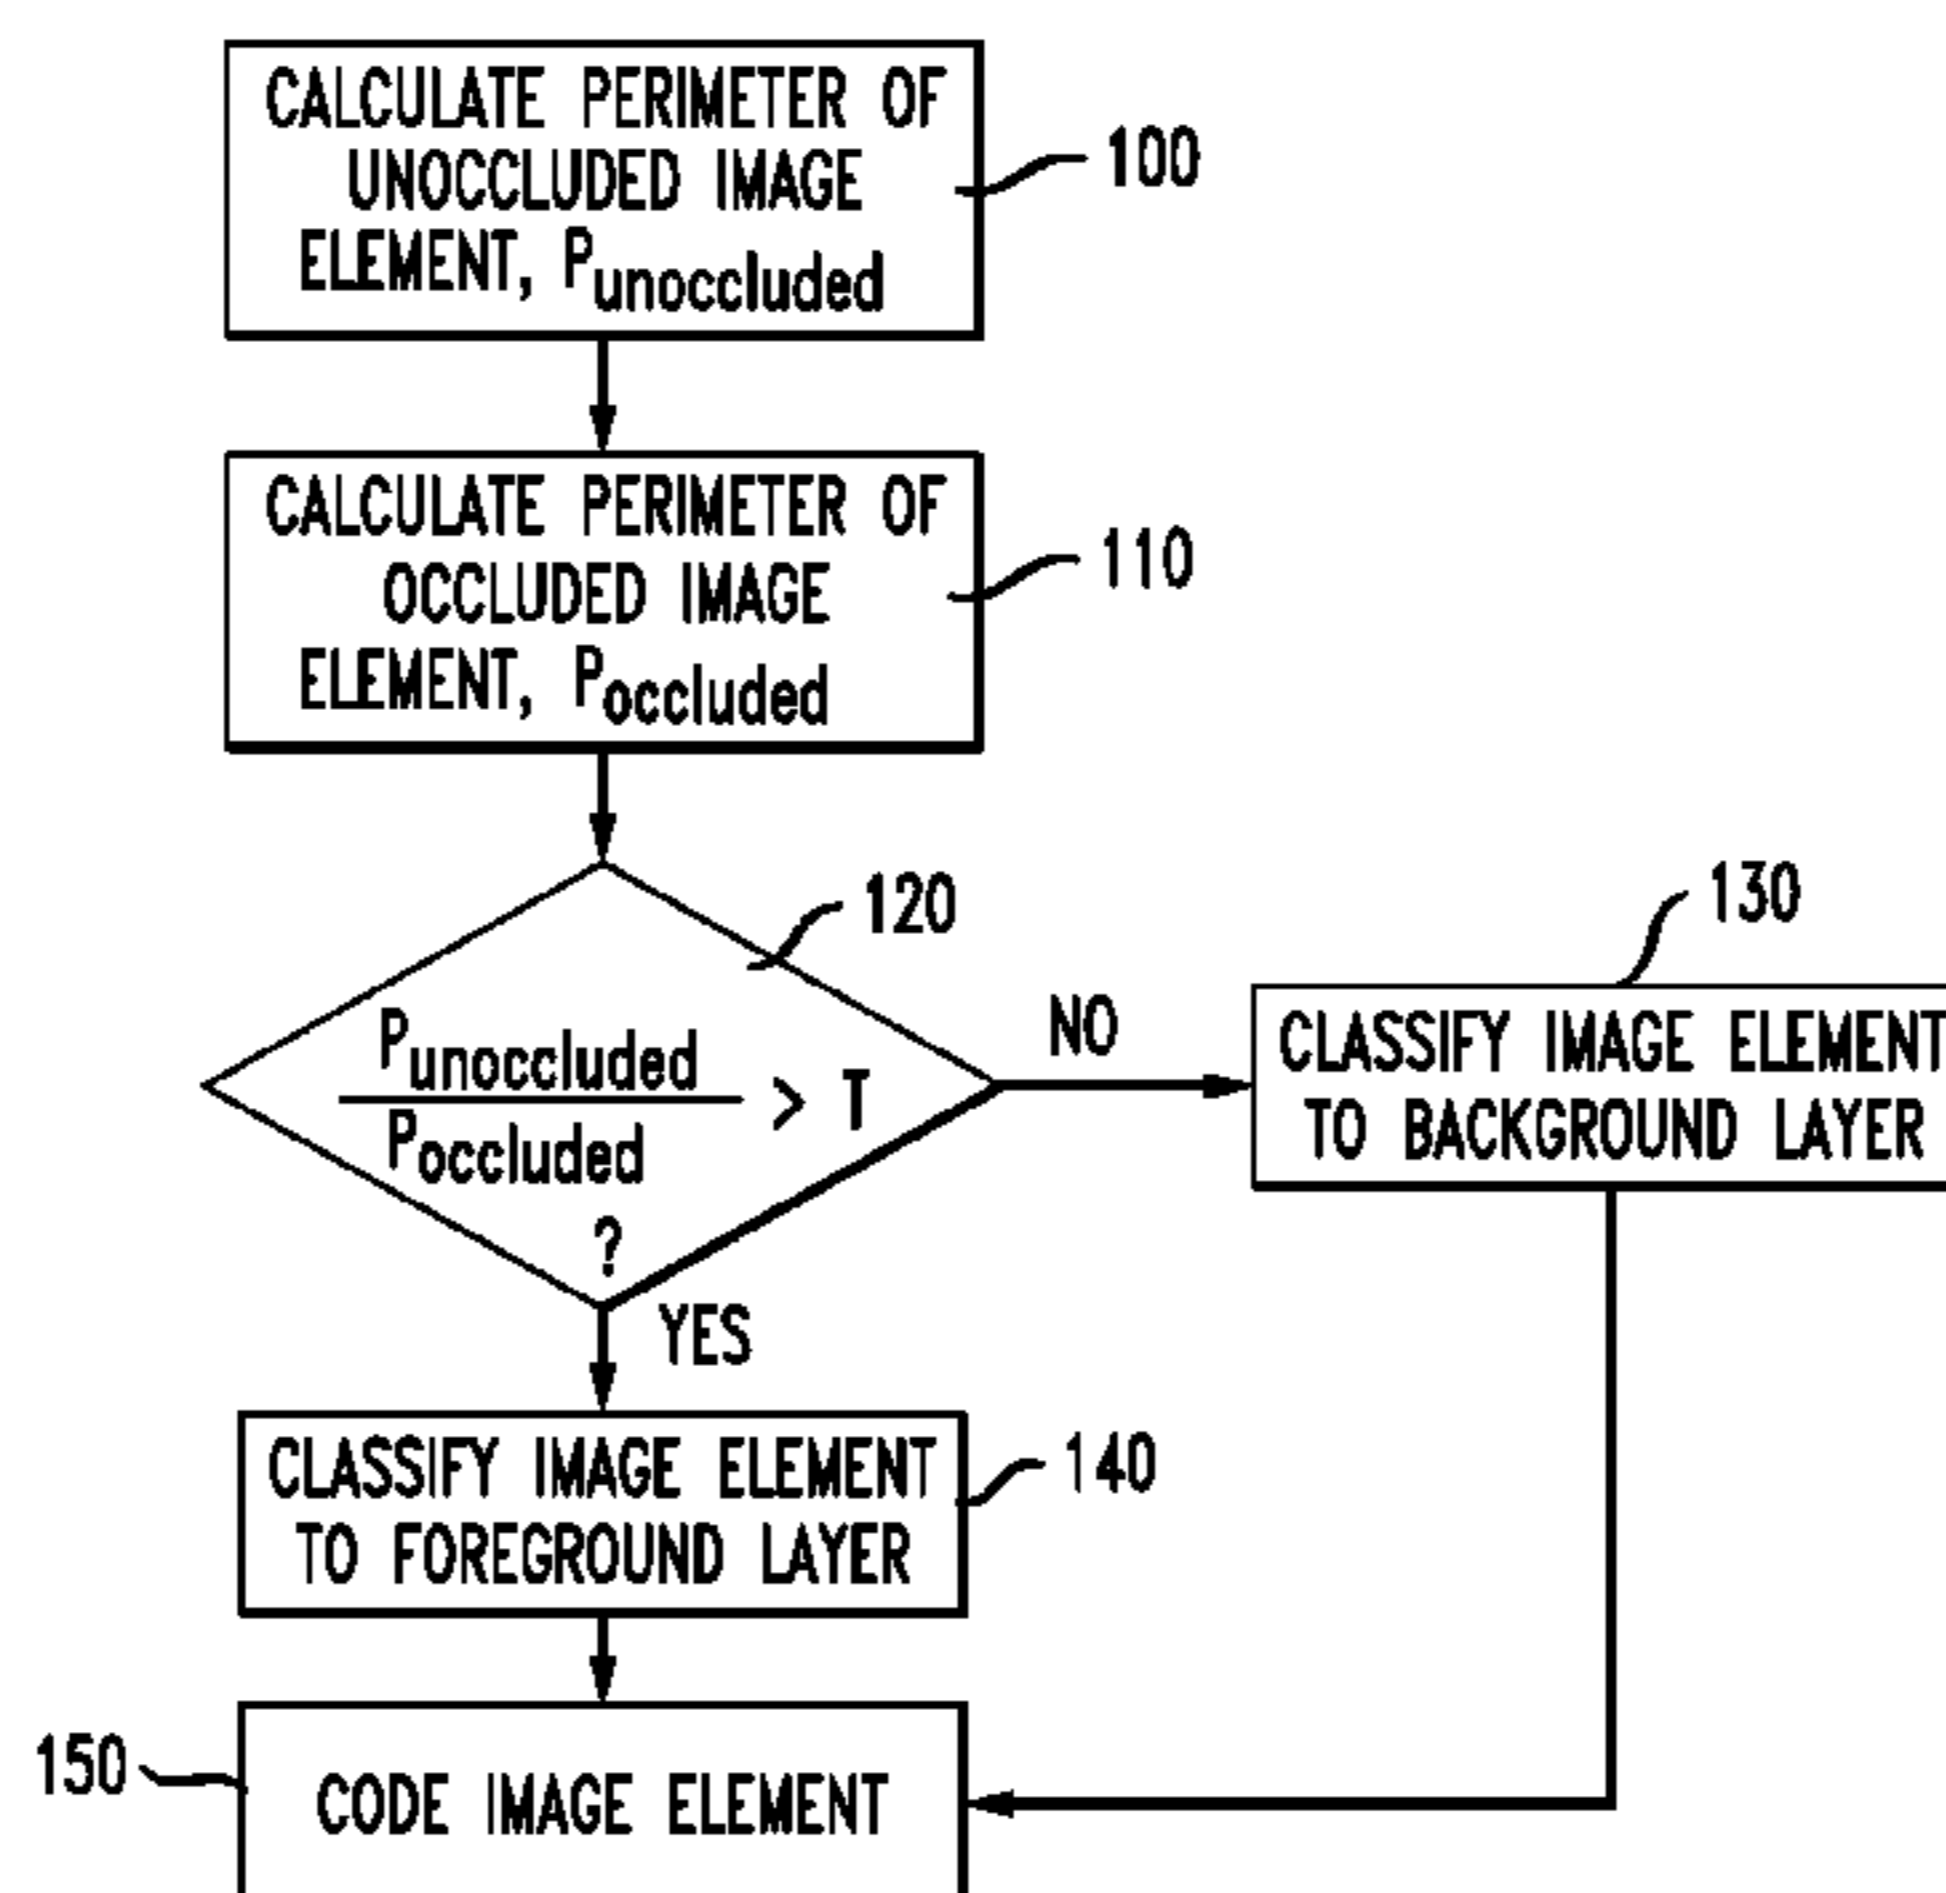 CALCULATE PERIMETER OF
UNOCCLUDED IMAGE
ELEMENT, Punoccluded
100
CALCULATE PERIMETER OF
OCCLUDED IMAGE
ELEMENT, Poccluded
110
120
Punoccluded
> T
Poccluded
?
NO
YES
130
CLASSIFY IMAGE ELEMENT
TO BACKGROUND LAYER
CLASSIFY IMAGE ELEMENT
TO FOREGROUND LAYER
140
150
CODE IMAGE ELEMENT